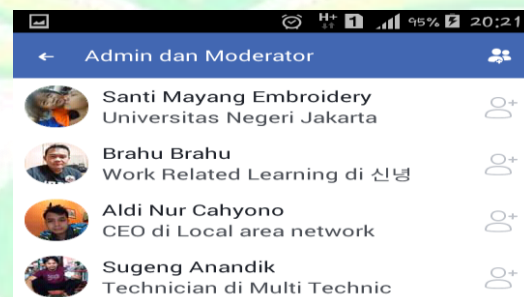 H+ 1 95% 20:21
← Admin dan Moderator
Santi Mayang Embroidery
Universitas Negeri Jakarta
Brahu Brahu
Work Related Learning di 신녕
Aldi Nur Cahyono
CEO di Local area network
Sugeng Anandik
Technician di Multi Technic